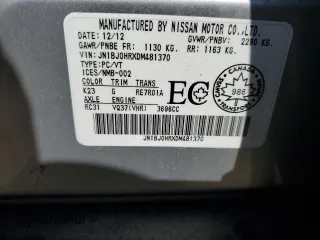 MANUFACTURED BY NISSAN MOTOR CO.,LTD.
DATE: 12/12 GVWR/PNBV: 2290 KG.
GAWR/PNBE FR: 1130 KG. RR: 1163 KG.
VIN: JN1BJ0HRXDM481370
TYPE: PC/VT
ICES/NMB-002
COLOR TRIM TRANS
K23 G RE7R01A
AXLE ENGINE
RC31 VQ37(VHR) 3696CC
EC
CANADA
986
TRANSPORT
JN1BJ0HRXDM481370